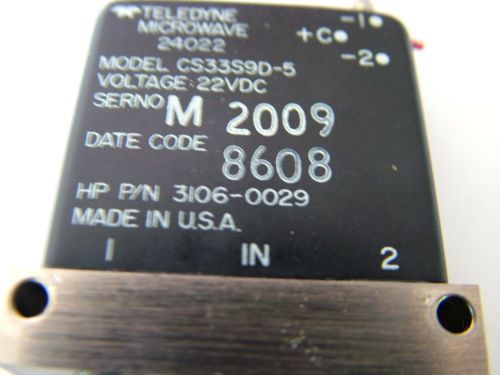 TELEDYNE
MICROWAVE
24022
-1
+C
-2
MODEL CS33S9D-5
VOLTAGE 22VDC
SERNO M 2009
DATE CODE 8608
HP P/N 3106-0029
MADE IN U.S.A.
1 IN 2